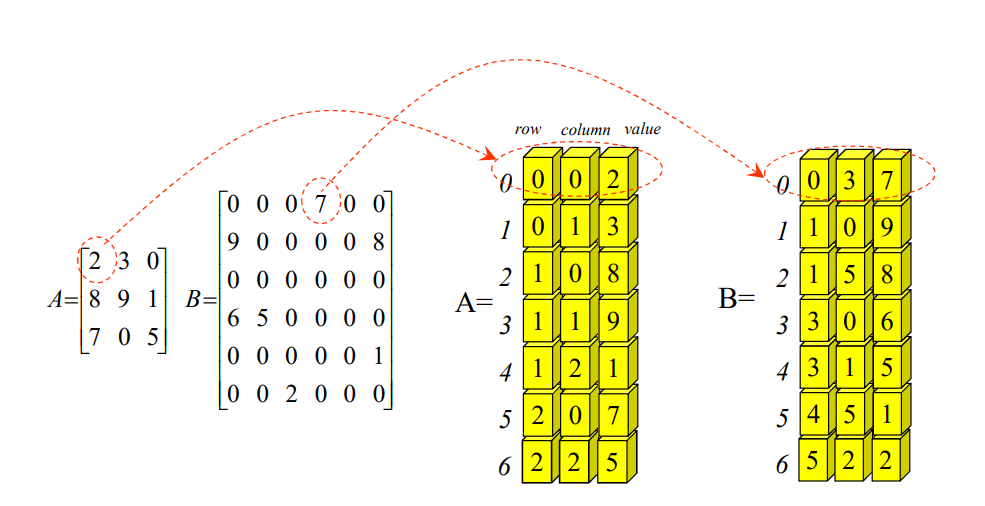 row column value
A=
2 3 0
8 9 1
7 0 5
B=
0 0 0 7 0 0
9 0 0 0 0 8
0 0 0 0 0 0
6 5 0 0 0 0
0 0 0 0 0 1
0 0 2 0 0 0
A=
0 0 0 2
1 0 1 3
2 1 0 8
3 1 1 9
4 1 2 1
5 2 0 7
6 2 2 5
B=
0 0 3 7
1 1 0 9
2 1 5 8
3 3 0 6
4 3 1 5
5 4 5 1
6 5 2 2